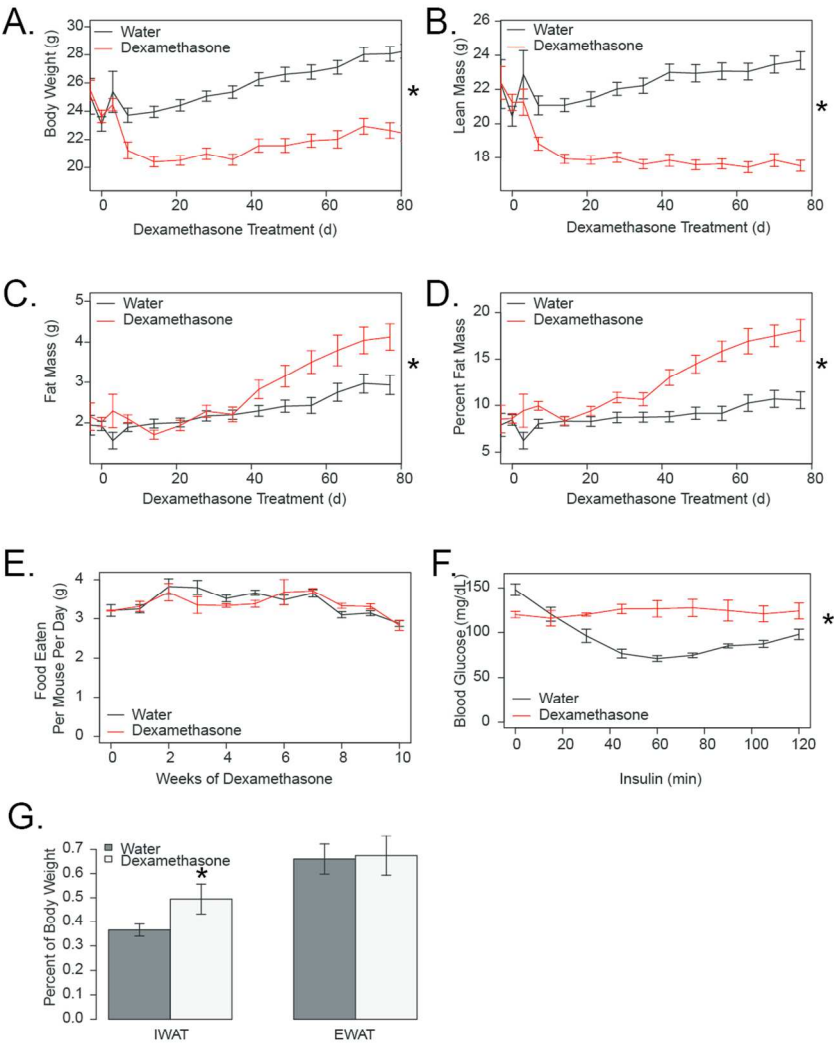 A.
Body Weight (g)
28
26
24
22
20
Water
Dexamethasone
*
0
20
40
60
80
Dexamethasone Treatment (d)
B.
Lean Mass (g)
26
24
22
20
18
Water
Dexamethasone
*
0
20
40
60
80
Dexamethasone Treatment (d)
C.
Fat Mass (g)
5
4
3
2
Water
Dexamethasone
*
0
20
40
60
80
Dexamethasone Treatment (d)
D.
Percent Fat Mass
20
15
10
5
Water
Dexamethasone
*
0
20
40
60
80
Dexamethasone Treatment (d)
E.
Food Eaten
Per Mouse Per Day (g)
4
3
2
1
0
Water
Dexamethasone
0
2
4
6
8
10
Weeks of Dexamethasone
F.
Blood Glucose (mg/dL)
150
100
50
0
Water
Dexamethasone
*
0
20
40
60
80
100
120
Insulin (min)
G.
Percent of Body Weight
0.7
0.6
0.5
0.4
0.3
0.2
0.1
0.0
Water
Dexamethasone
*
IWAT
EWAT